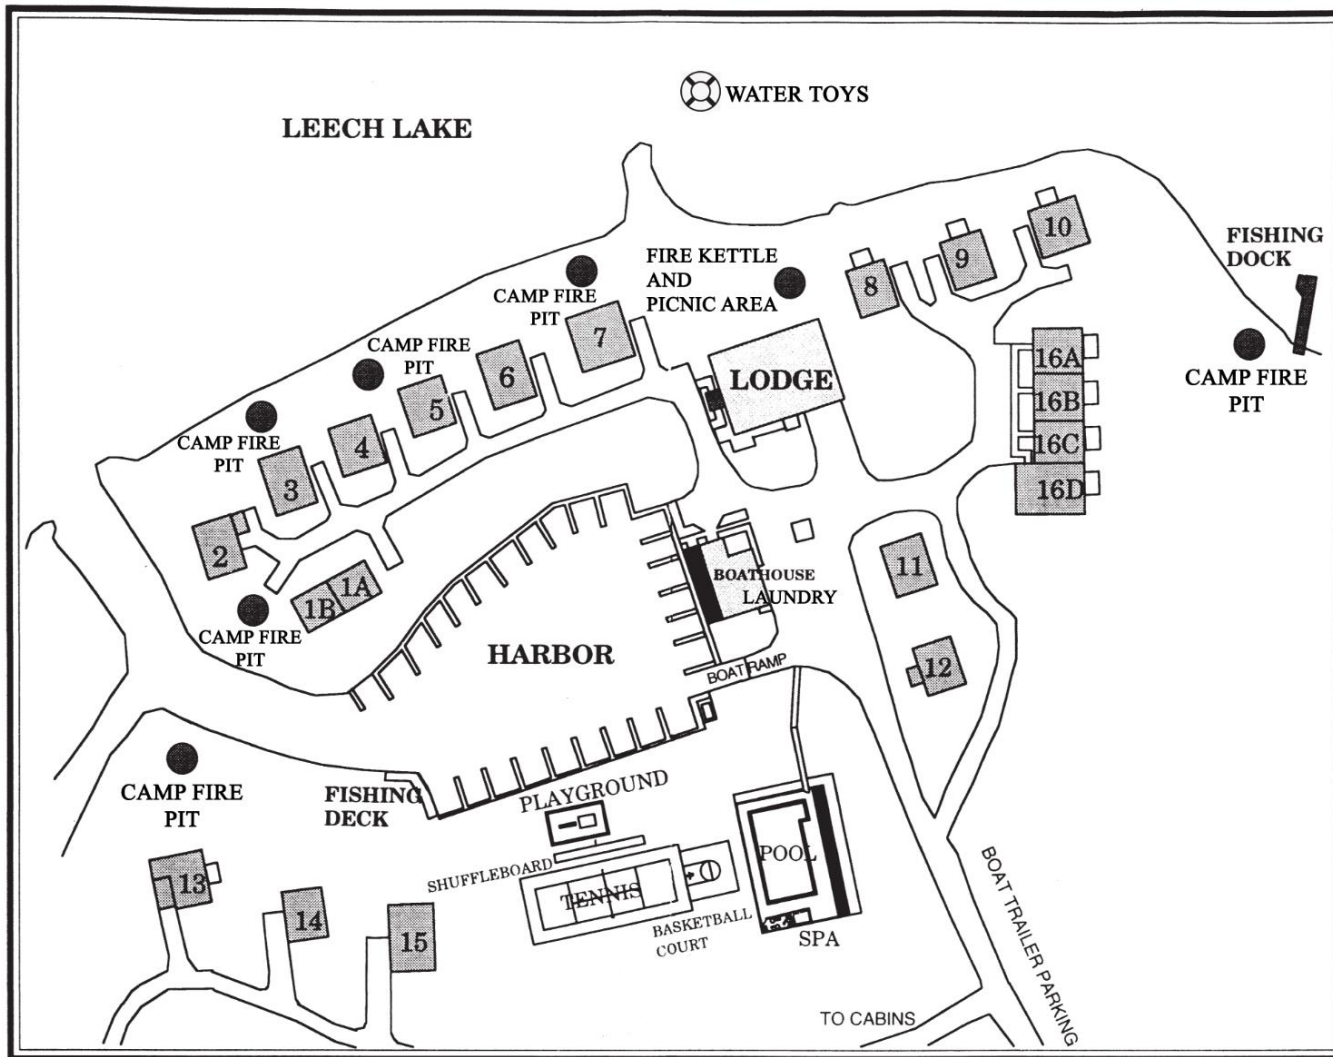 WATER TOYS
LEECH LAKE
10
FISHING
DOCK
9
FIRE KETTLE
AND
PICNIC AREA
8
CAMP FIRE
PIT
7
CAMP FIRE
PIT
6
5
LODGE
16A
16B
16C
16D
CAMP FIRE
PIT
4
CAMP FIRE
PIT
3
2
1A
1B
CAMP FIRE
PIT
BOATHOUSE
LAUNDRY
11
12
HARBOR
BOAT RAMP
CAMP FIRE
PIT
FISHING
DECK
PLAYGROUND
SHUFFLEBOARD
TENNIS
BASKETBALL
COURT
POOL
SPA
13
14
15
BOAT TRAILER PARKING
TO CABINS